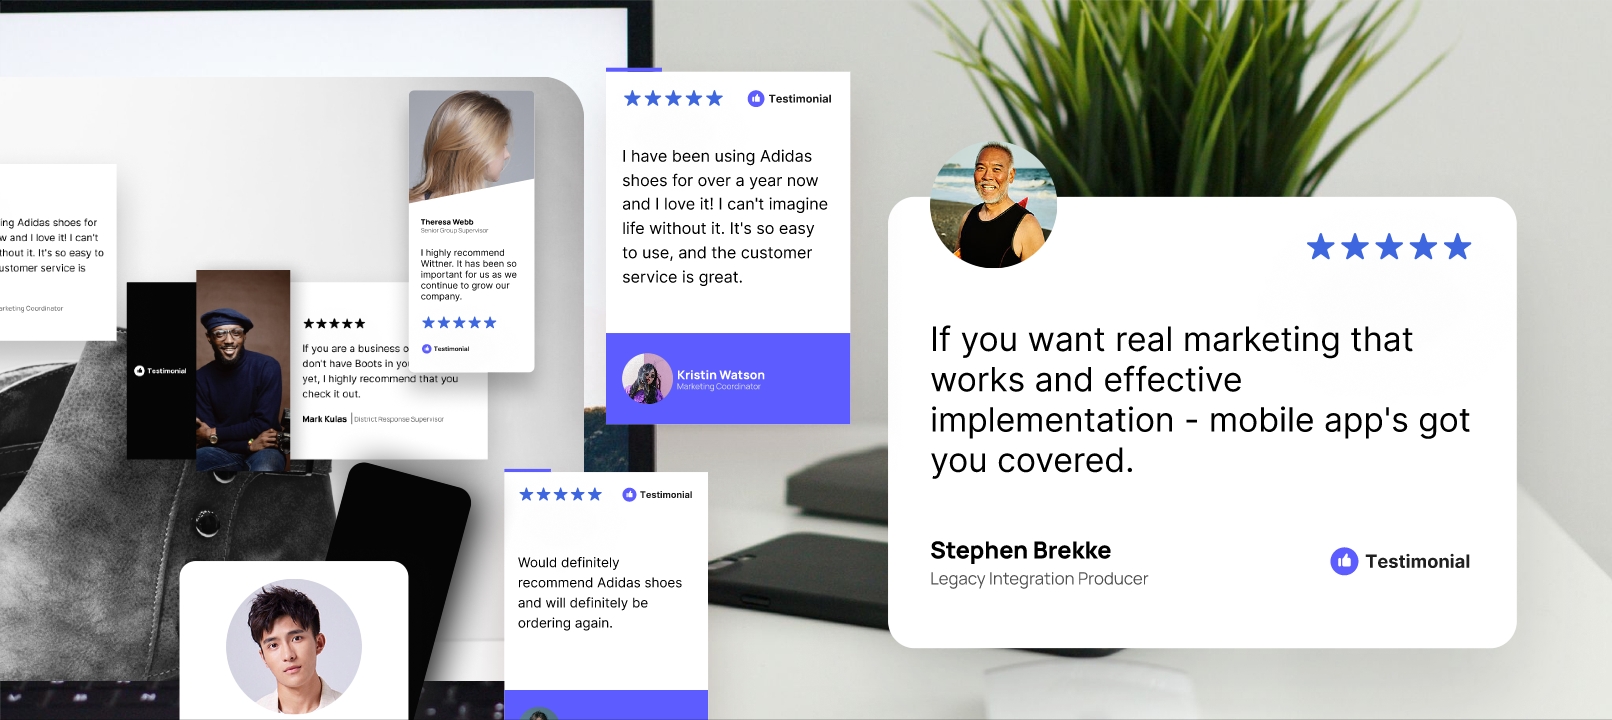 ing Adidas shoes for
w and I love it! I can't
thout it. It's so easy to
ustomer service is
arketing Coordinator
Testimonial
If you are a business o
don't have Boots in you
yet, I highly recommend that you
check it out.
Mark Kulas | District Response Supervisor
Theresa Webb
Senior Group Supervisor
I highly recommend
Wittner. It has been so
important for us as we
continue to grow our
company.
Testimonial
Testimonial
I have been using Adidas
shoes for over a year now
and I love it! I can't imagine
life without it. It's so easy
to use, and the customer
service is great.
Kristin Watson
Marketing Coordinator
Testimonial
Would definitely
recommend Adidas shoes
and will definitely be
ordering again.
If you want real marketing that
works and effective
implementation - mobile app's got
you covered.
Stephen Brekke
Legacy Integration Producer
Testimonial